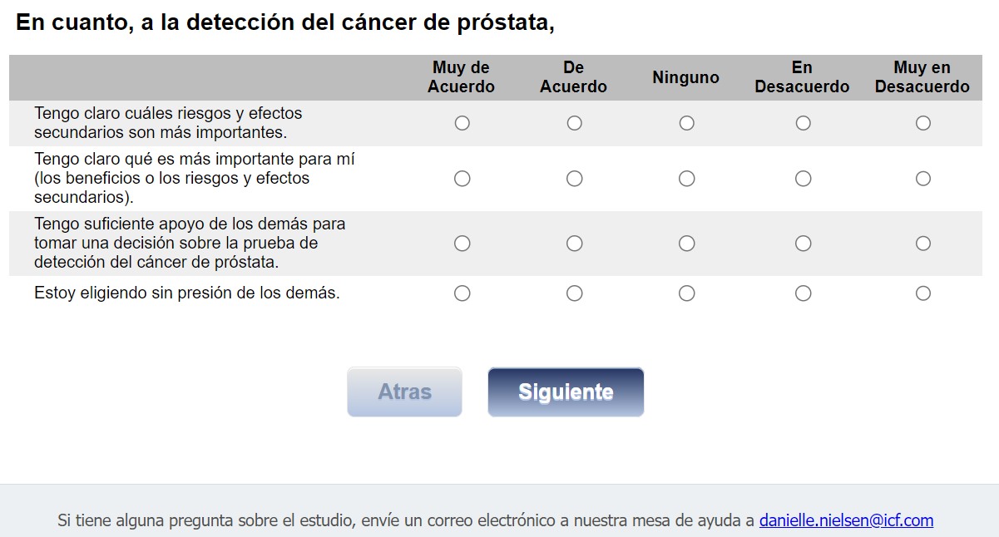 En cuanto, a la detección del cáncer de próstata,
Muy de Acuerdo De Acuerdo Ninguno En Desacuerdo Muy en Desacuerdo
Tengo claro cuáles riesgos y efectos
secundarios son más importantes.
Tengo claro qué es más importante para mí
(los beneficios o los riesgos y efectos
secundarios).
Tengo suficiente apoyo de los demás para
tomar una decisión sobre la prueba de
detección del cáncer de próstata.
Estoy eligiendo sin presión de los demás.
Atras Siguiente
Si tiene alguna pregunta sobre el estudio, envíe un correo electrónico a nuestra mesa de ayuda a danielle.nielsen@icf.com